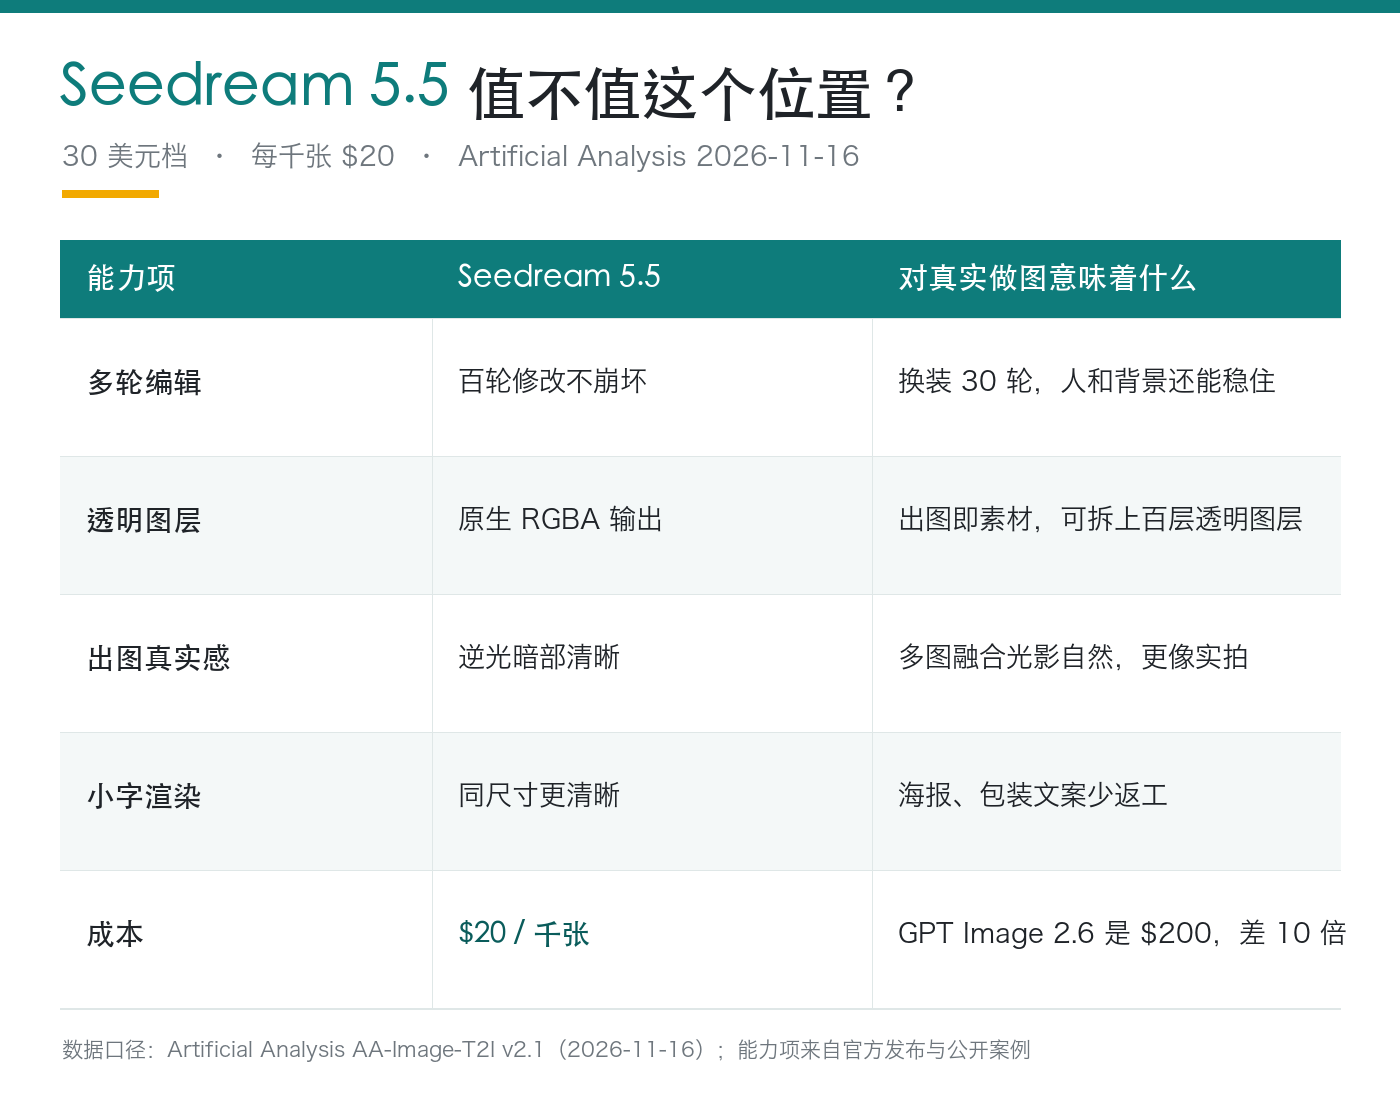 Seedream 5.5 值不值这个位置？
30 美元档 · 每千张 $20 · Artificial Analysis 2026-11-16
能力项 Seedream 5.5 对真实做图意味着什么
多轮编辑 百轮修改不崩坏 换装 30 轮，人和背景还能稳住
透明图层 原生 RGBA 输出 出图即素材，可拆上百层透明图层
出图真实感 逆光暗部清晰 多图融合光影自然，更像实拍
小字渲染 同尺寸更清晰 海报、包装文案少返工
成本 $20 / 千张 GPT Image 2.6 是 $200，差 10 倍
数据口径：Artificial Analysis AA-Image-T2I v2.1（2026-11-16）；能力项来自官方发布与公开案例